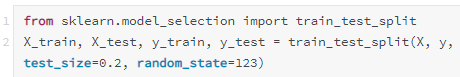 1 from sklearn.model_selection import train_test_split
2 X_train, X_test, y_train, y_test = train_test_split(X, y,
test_size=0.2, random_state=123)